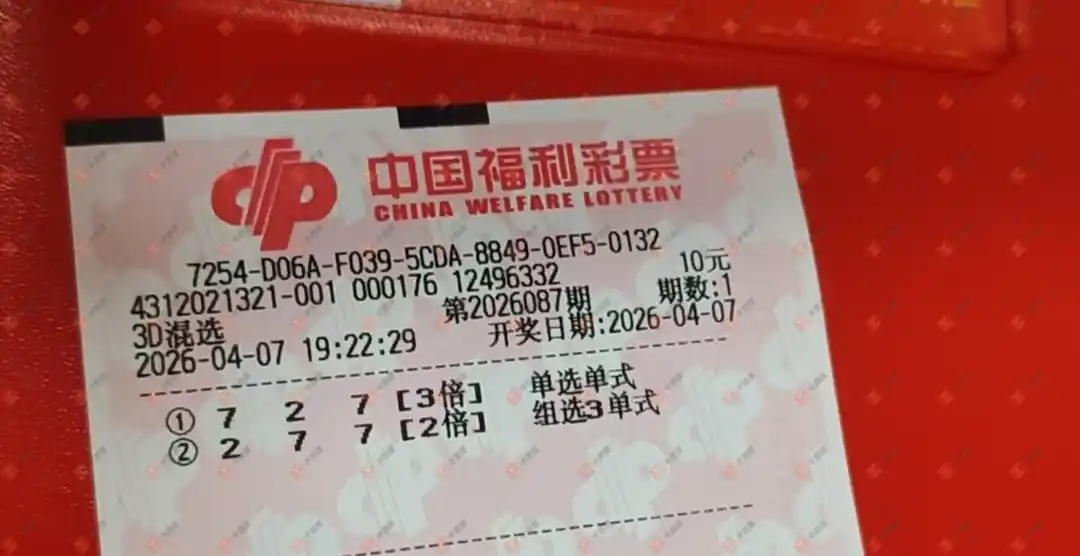 中国福利彩票
CHINA WELFARE LOTTERY
7254-D06A-F039-5CDA-8849-0EF5-0132
4312021321-001 000176 12496332 10元
3D混选 第2026087期 期数:1
2026-04-07 19:22:29 开奖日期:2026-04-07
① 7 2 7 [3倍] 单选单式
② 2 7 7 [2倍] 组选3单式